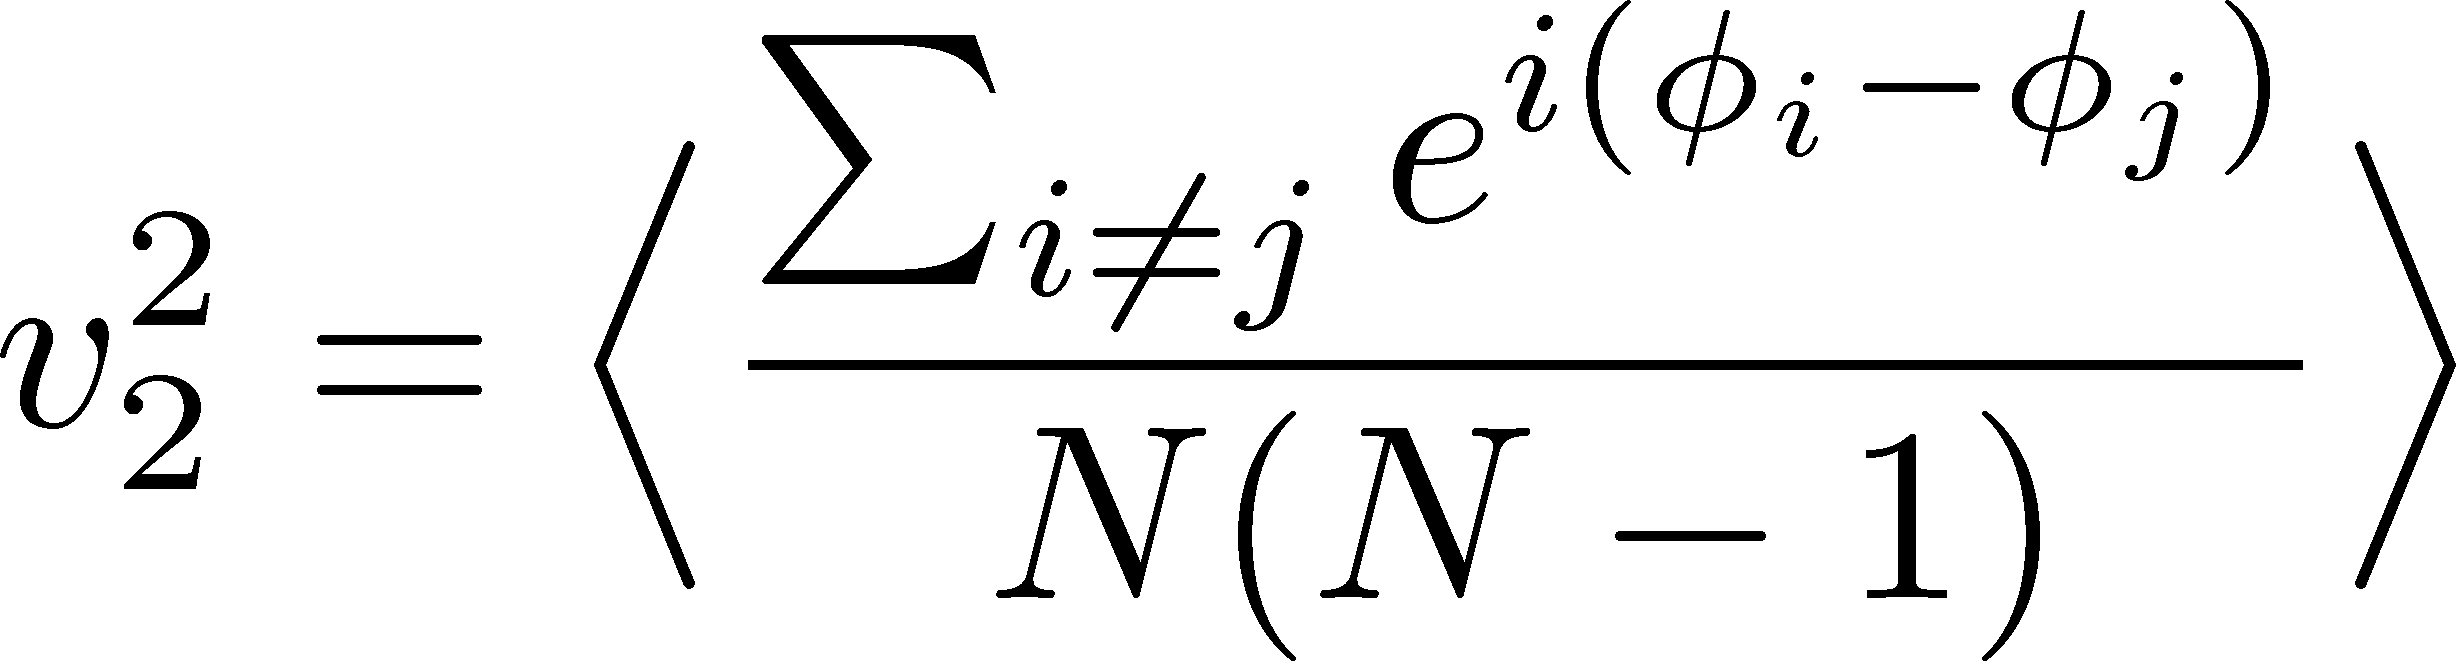 $v_2^2 = \left\langle \frac{\sum_{i \neq j} e^{i(\phi_i - \phi_j)}}{N(N-1)} \right\rangle$